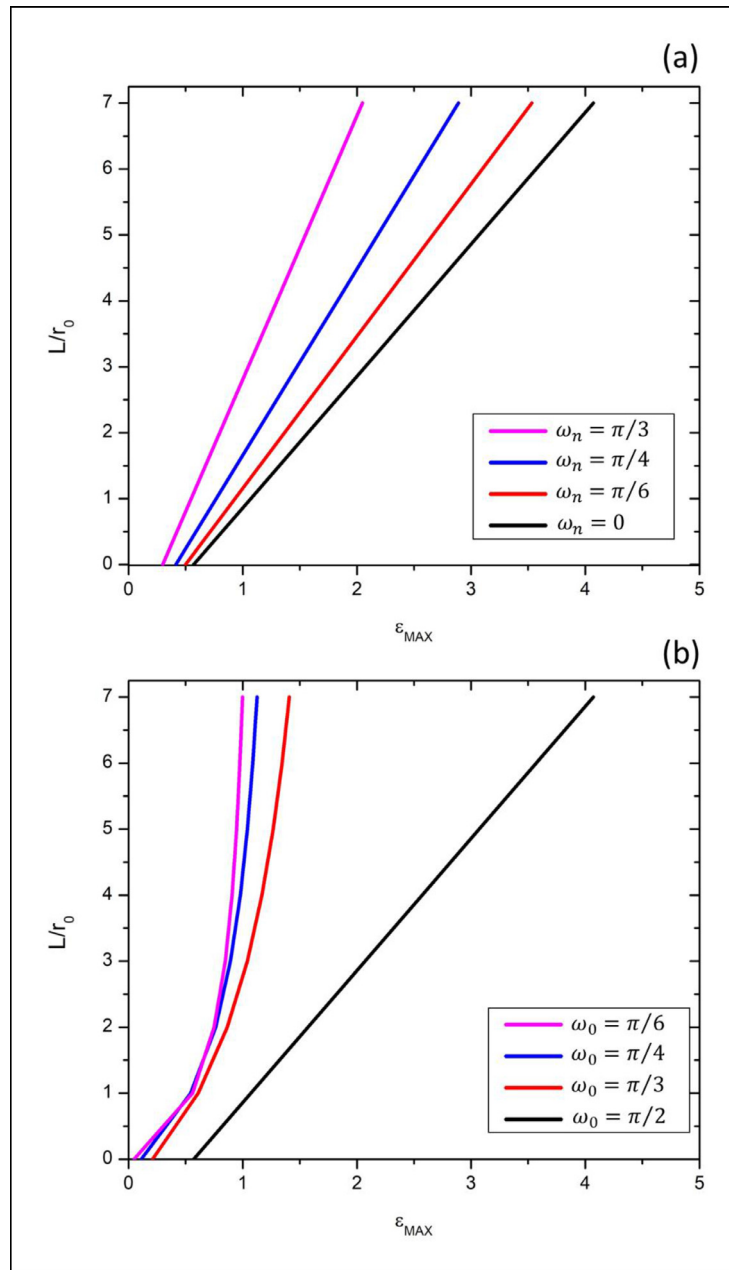 (a)
7
6
5
4
3
2
1
0
L/r₀
ωₙ = π/3
ωₙ = π/4
ωₙ = π/6
ωₙ = 0
0 1 2 3 4 5
εMAX
(b)
7
6
5
4
3
2
1
0
L/r₀
ω₀ = π/6
ω₀ = π/4
ω₀ = π/3
ω₀ = π/2
0 1 2 3 4 5
εMAX